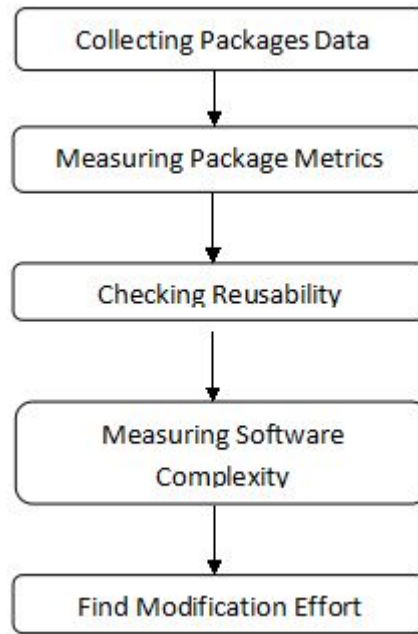 Collecting Packages Data
Measuring Package Metrics
Checking Reusability
Measuring Software
Complexity
Find Modification Effort